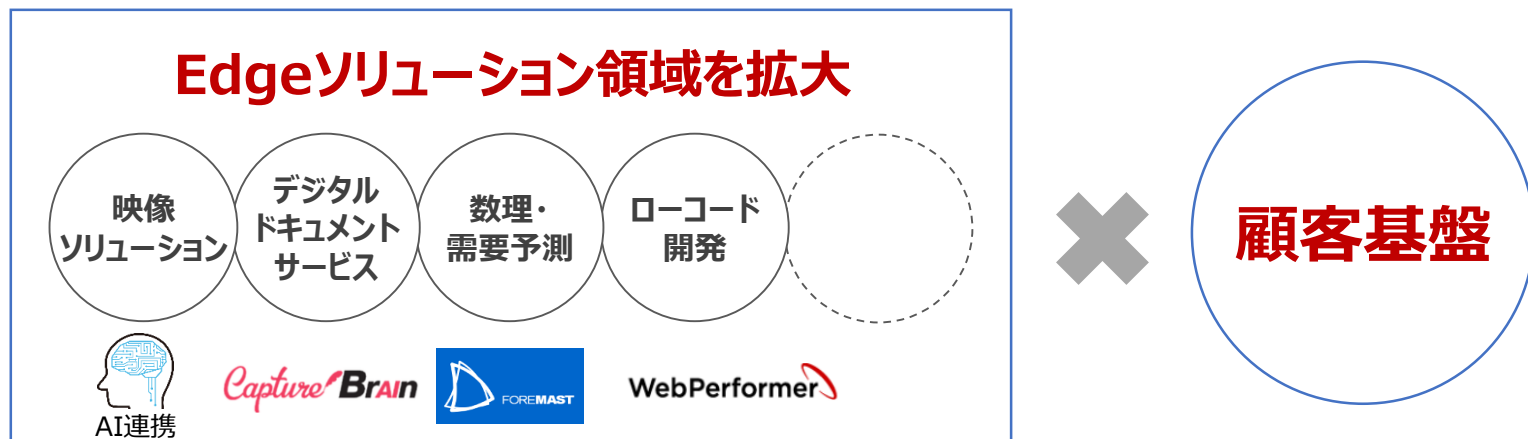 Edgeソリューション領域を拡大
映像
ソリューション
デジタル
ドキュメント
サービス
数理・
需要予測
ローコード
開発
顧客基盤
AI連携
Capture Brain
FOREMAST
WebPerformer